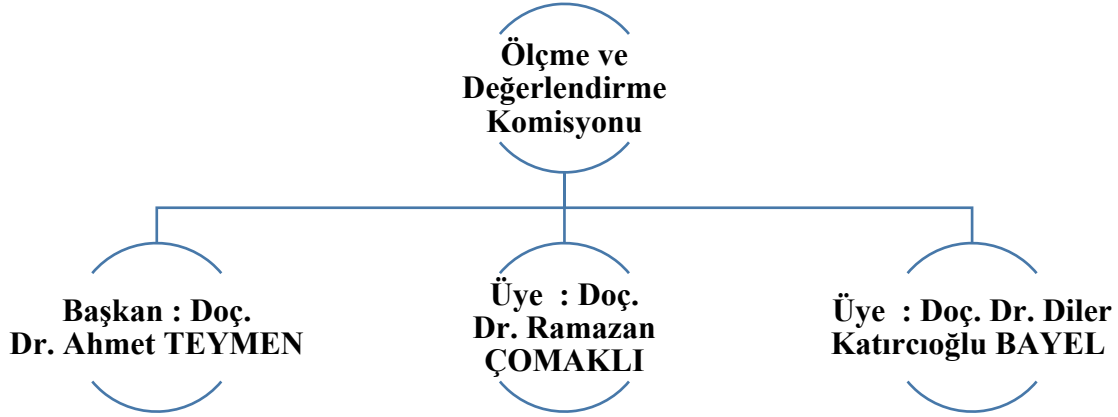 Ölçme ve
Değerlendirme
Komisyonu
Başkan : Doç.
Dr. Ahmet TEYMEN
Üye : Doç.
Dr. Ramazan
ÇOMAKLI
Üye : Doç. Dr. Diler
Katırcıoğlu BAYEL